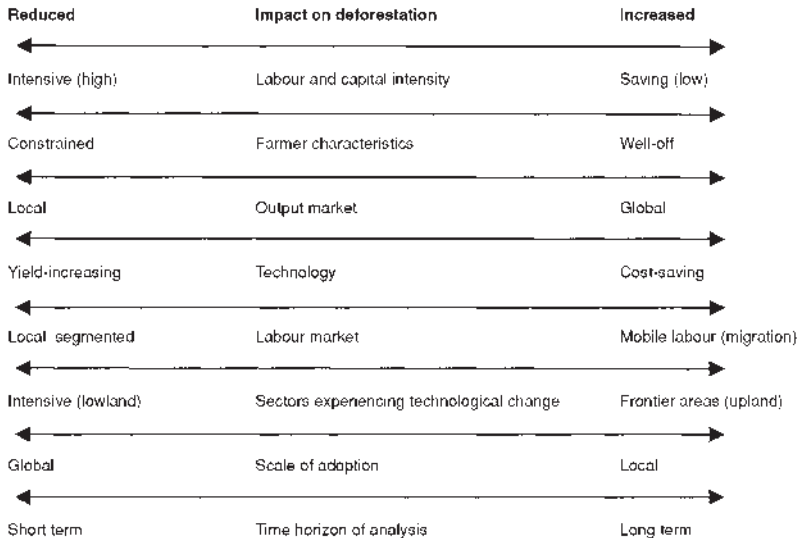 Reduced Impact on deforestation Increased
Intensive (high) Labour and capital intensity Saving (low)
Constrained Farmer characteristics Well-off
Local Output market Global
Yield-increasing Technology Cost-saving
Local segmented Labour market Mobile labour (migration)
Intensive (lowland) Sectors experiencing technological change Frontier areas (upland)
Global Scale of adoption Local
Short term Time horizon of analysis Long term